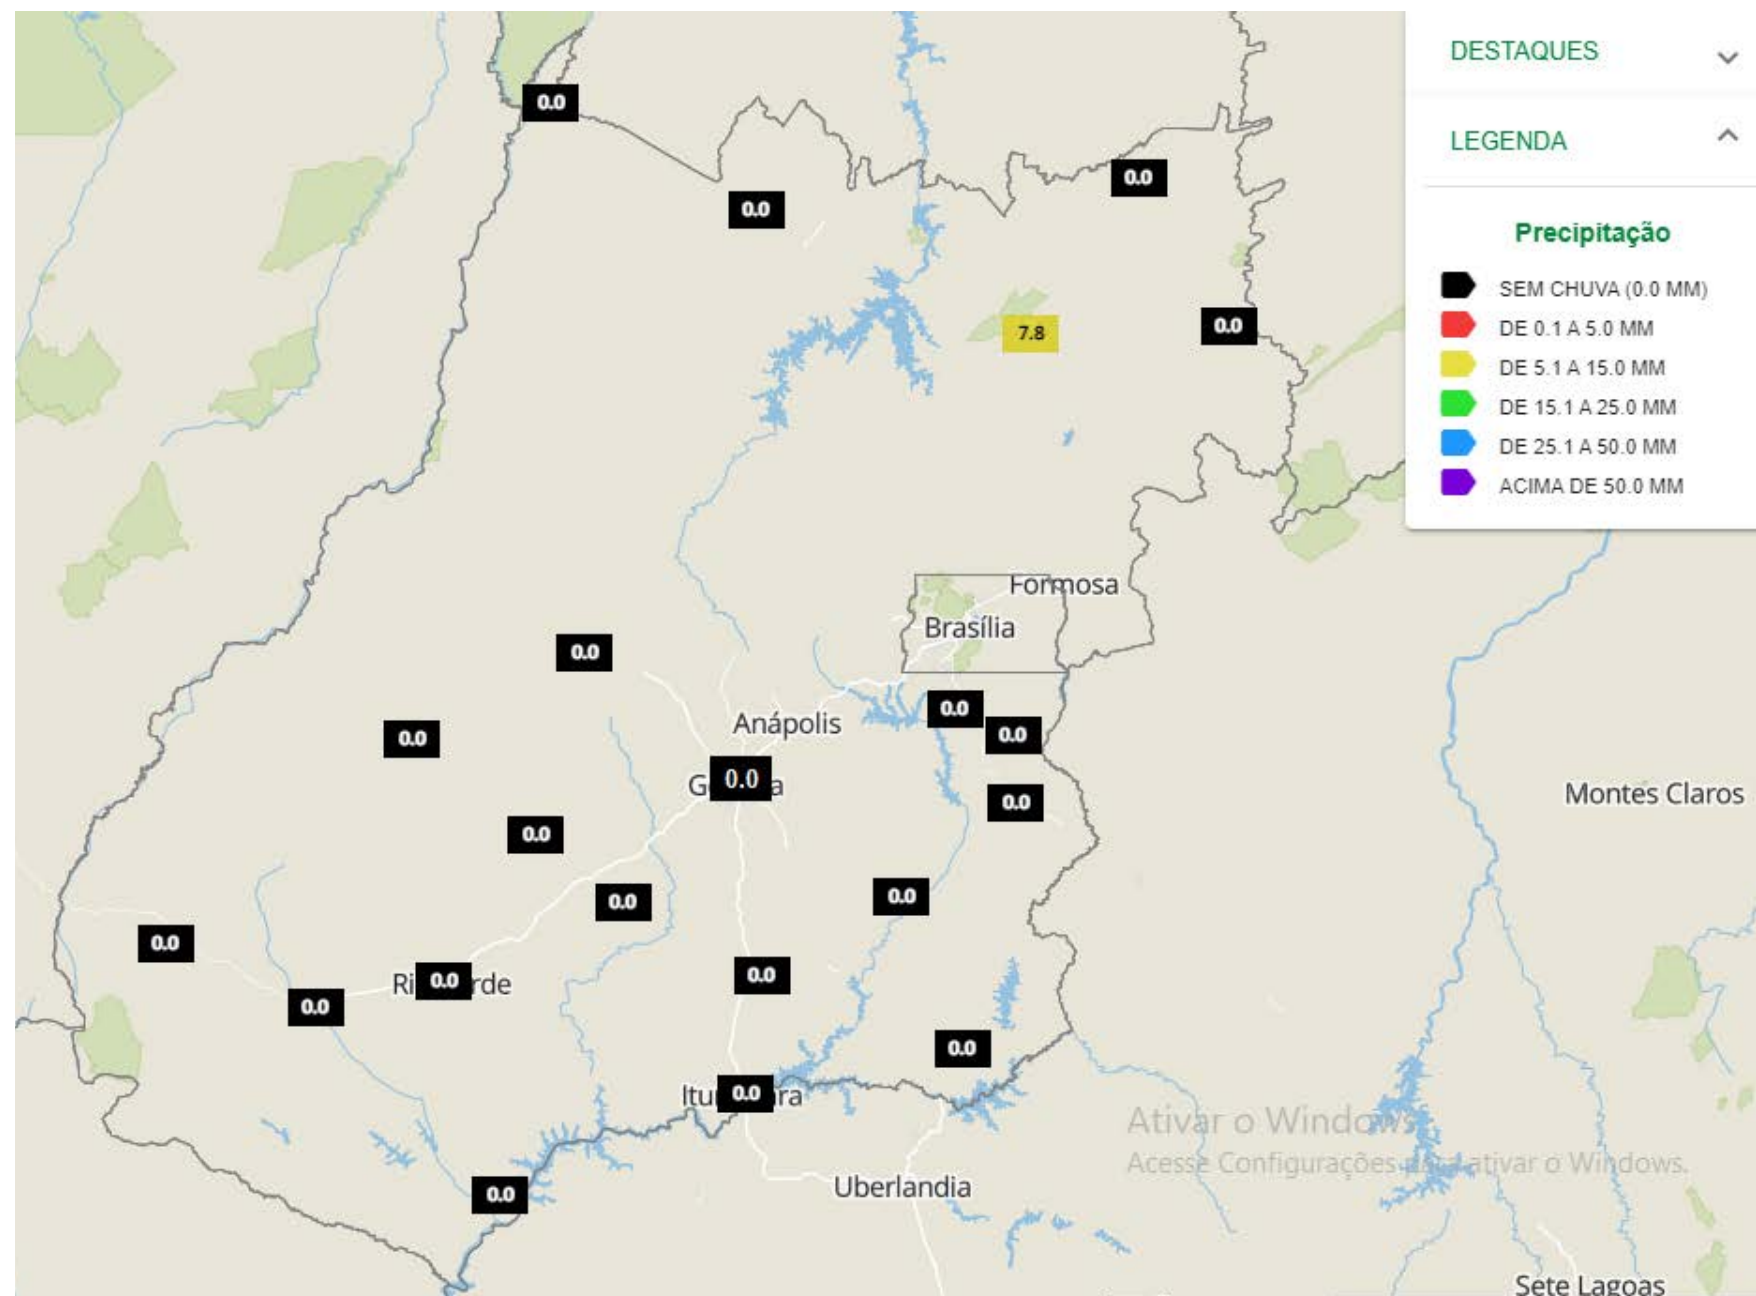 DESTAQUES
LEGENDA
Precipitação
SEM CHUVA (0.0 MM)
DE 0.1 A 5.0 MM
DE 5.1 A 15.0 MM
DE 15.1 A 25.0 MM
DE 25.1 A 50.0 MM
ACIMA DE 50.0 MM
0.0
0.0
0.0
0.0
7.8
Formosa
Brasília
0.0
0.0
Anápolis
0.0
0.0
0.0
Montes Claros
0.0
0.0
0.0
0.0
0.0
0.0
0.0
0.0
0.0
0.0
0.0
Ativar o Windows
Acesse Configurações para ativar o Windows.
Uberlandia
0.0
Sete Lagoas